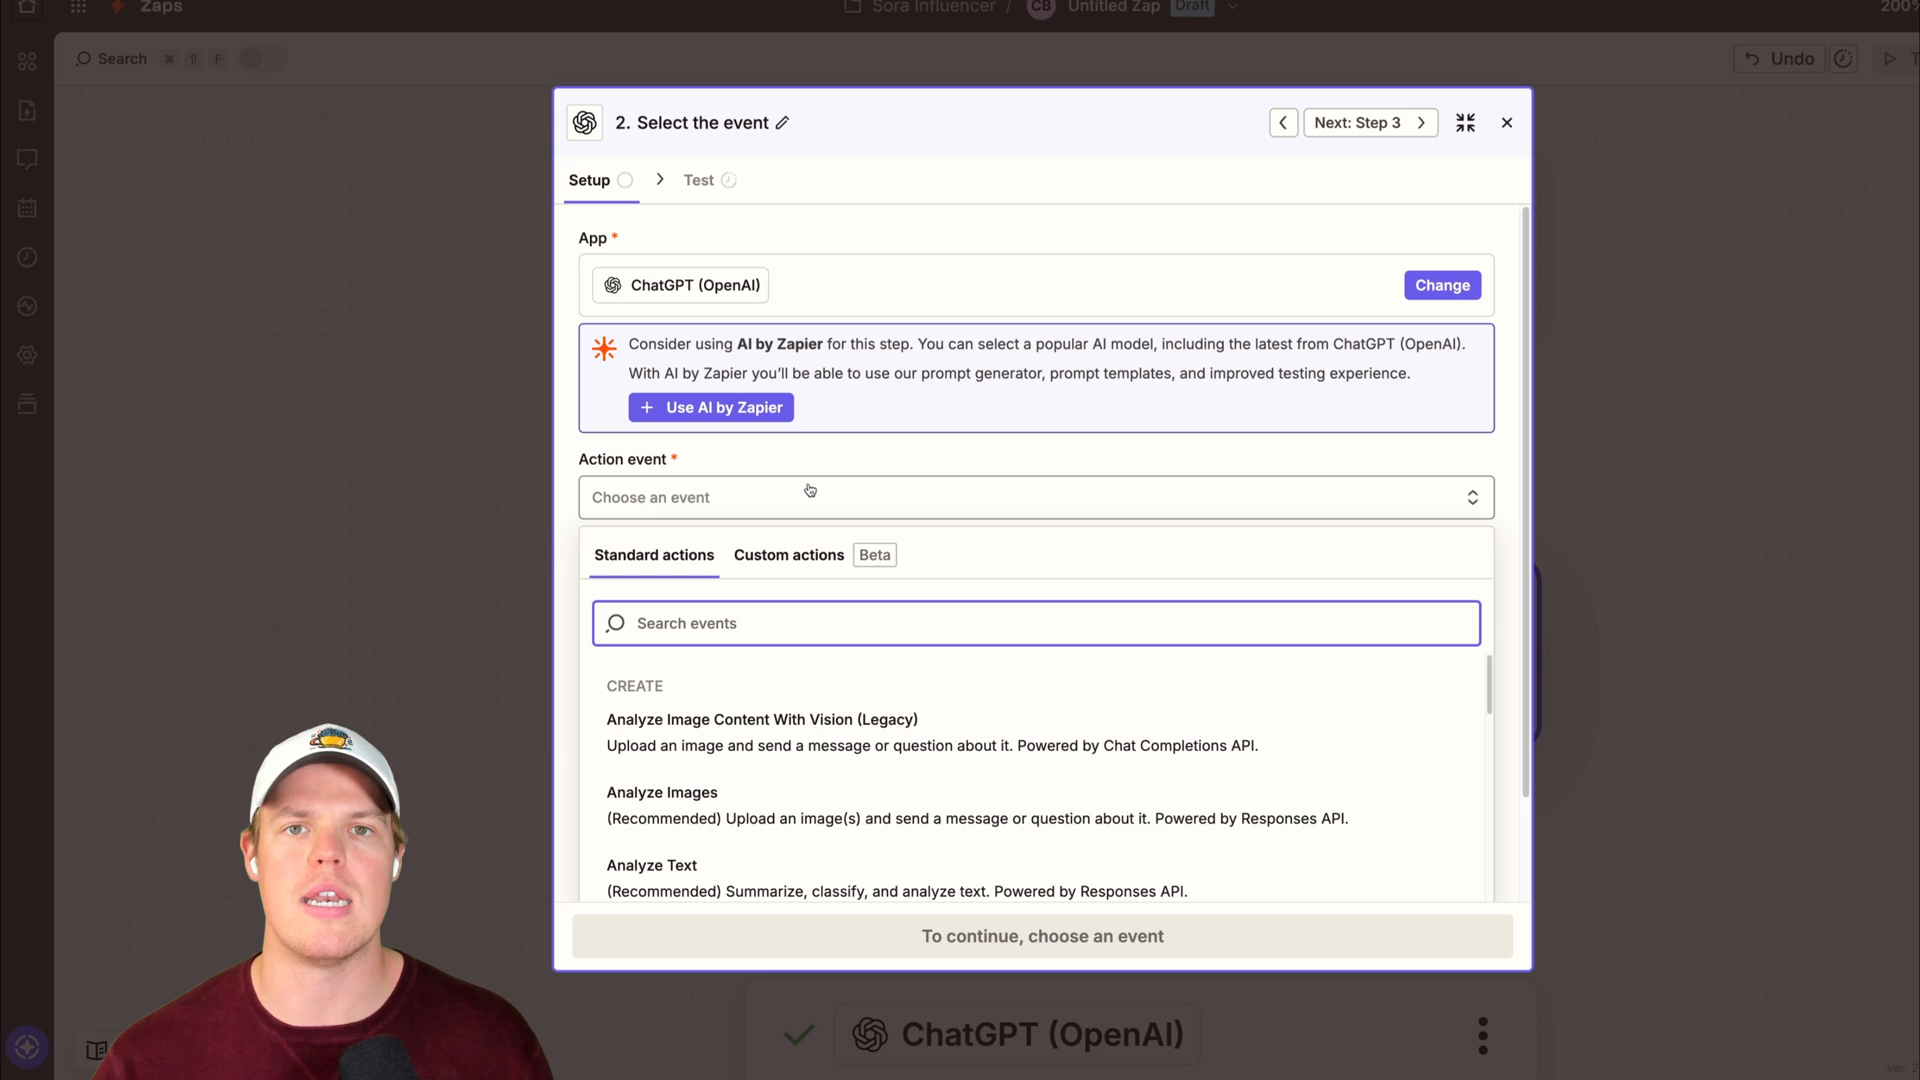 Zaps
Sora Influencer / CB Untitled Zap Draft
200%
Search ⌘ ⇧ F
Undo
T
2. Select the event
Next: Step 3
Setup
Test
App *
ChatGPT (OpenAI)
Change
Consider using AI by Zapier for this step. You can select a popular AI model, including the latest from ChatGPT (OpenAI).
With AI by Zapier you'll be able to use our prompt generator, prompt templates, and improved testing experience.
+ Use AI by Zapier
Action event *
Choose an event
Standard actions
Custom actions Beta
Search events
CREATE
Analyze Image Content With Vision (Legacy)
Upload an image and send a message or question about it. Powered by Chat Completions API.
Analyze Images
(Recommended) Upload an image(s) and send a message or question about it. Powered by Responses API.
Analyze Text
(Recommended) Summarize, classify, and analyze text. Powered by Responses API.
To continue, choose an event
ChatGPT (OpenAI)
ver. 2